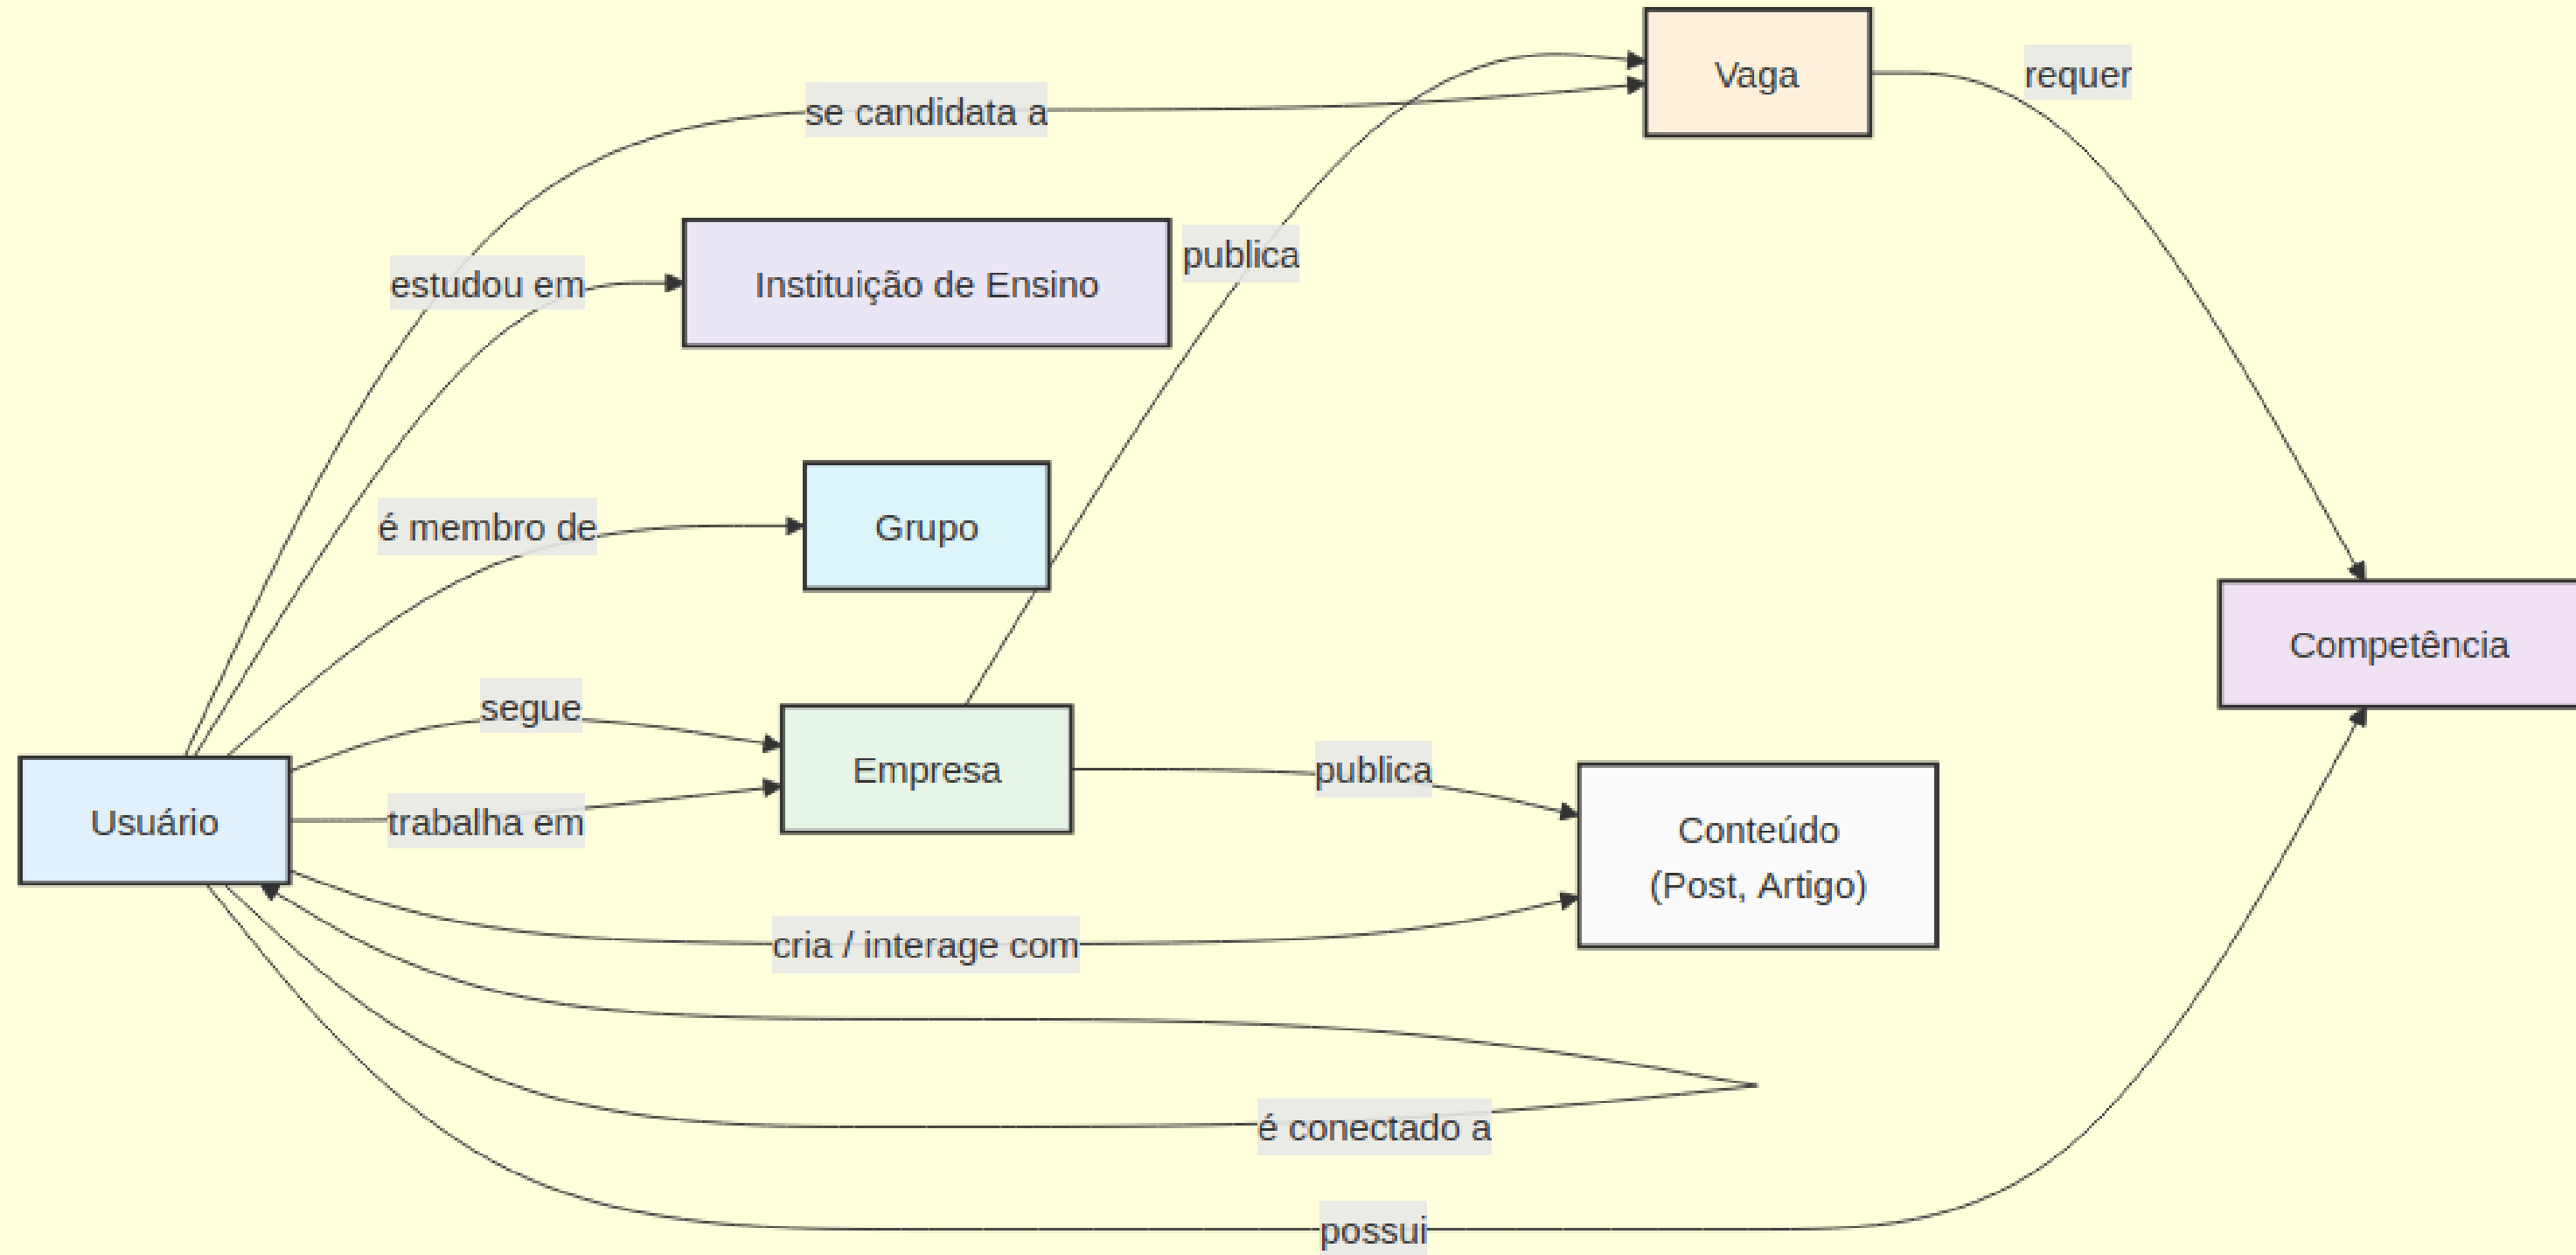 Vaga
requer
se candidata a
publica
estudou em
Instituição de Ensino
é membro de
Grupo
Competência
segue
Empresa
publica
Usuário
trabalha em
Conteúdo
(Post, Artigo)
cria / interage com
é conectado a
possui